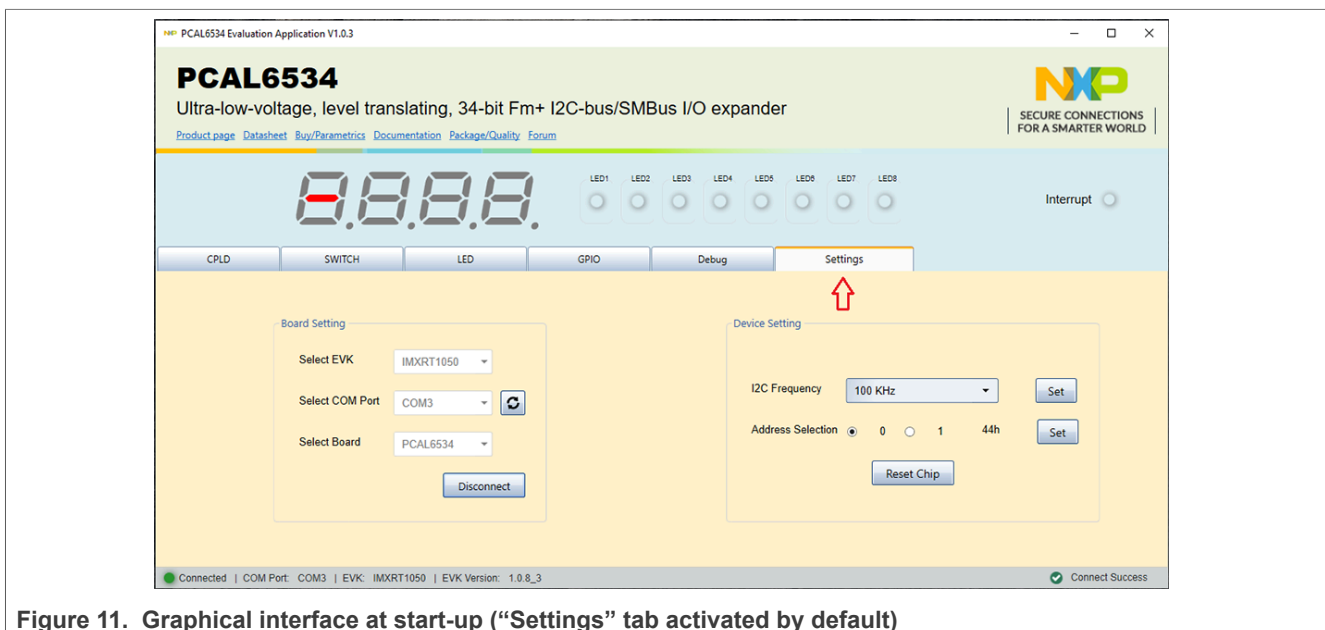 NXP PCAL6534 Evaluation Application V1.0.3
PCAL6534
Ultra-low-voltage, level translating, 34-bit Fm+ I2C-bus/SMBus I/O expander
Product page Datasheet Buy/Parametrics Documentation Package/Quality Forum
NXP
SECURE CONNECTIONS
FOR A SMARTER WORLD
LED1 LED2 LED3 LED4 LED5 LED6 LED7 LED8
Interrupt
CPLD SWITCH LED GPIO Debug Settings
Board Setting
Select EVK IMXRT1050
Select COM Port COM3
Select Board PCAL6534
Disconnect
Device Setting
I2C Frequency 100 KHz Set
Address Selection 0 1 44h Set
Reset Chip
Connected | COM Port: COM3 | EVK: IMXRT1050 | EVK Version: 1.0.8_3
Connect Success
Figure 11. Graphical interface at start-up (“Settings” tab activated by default)